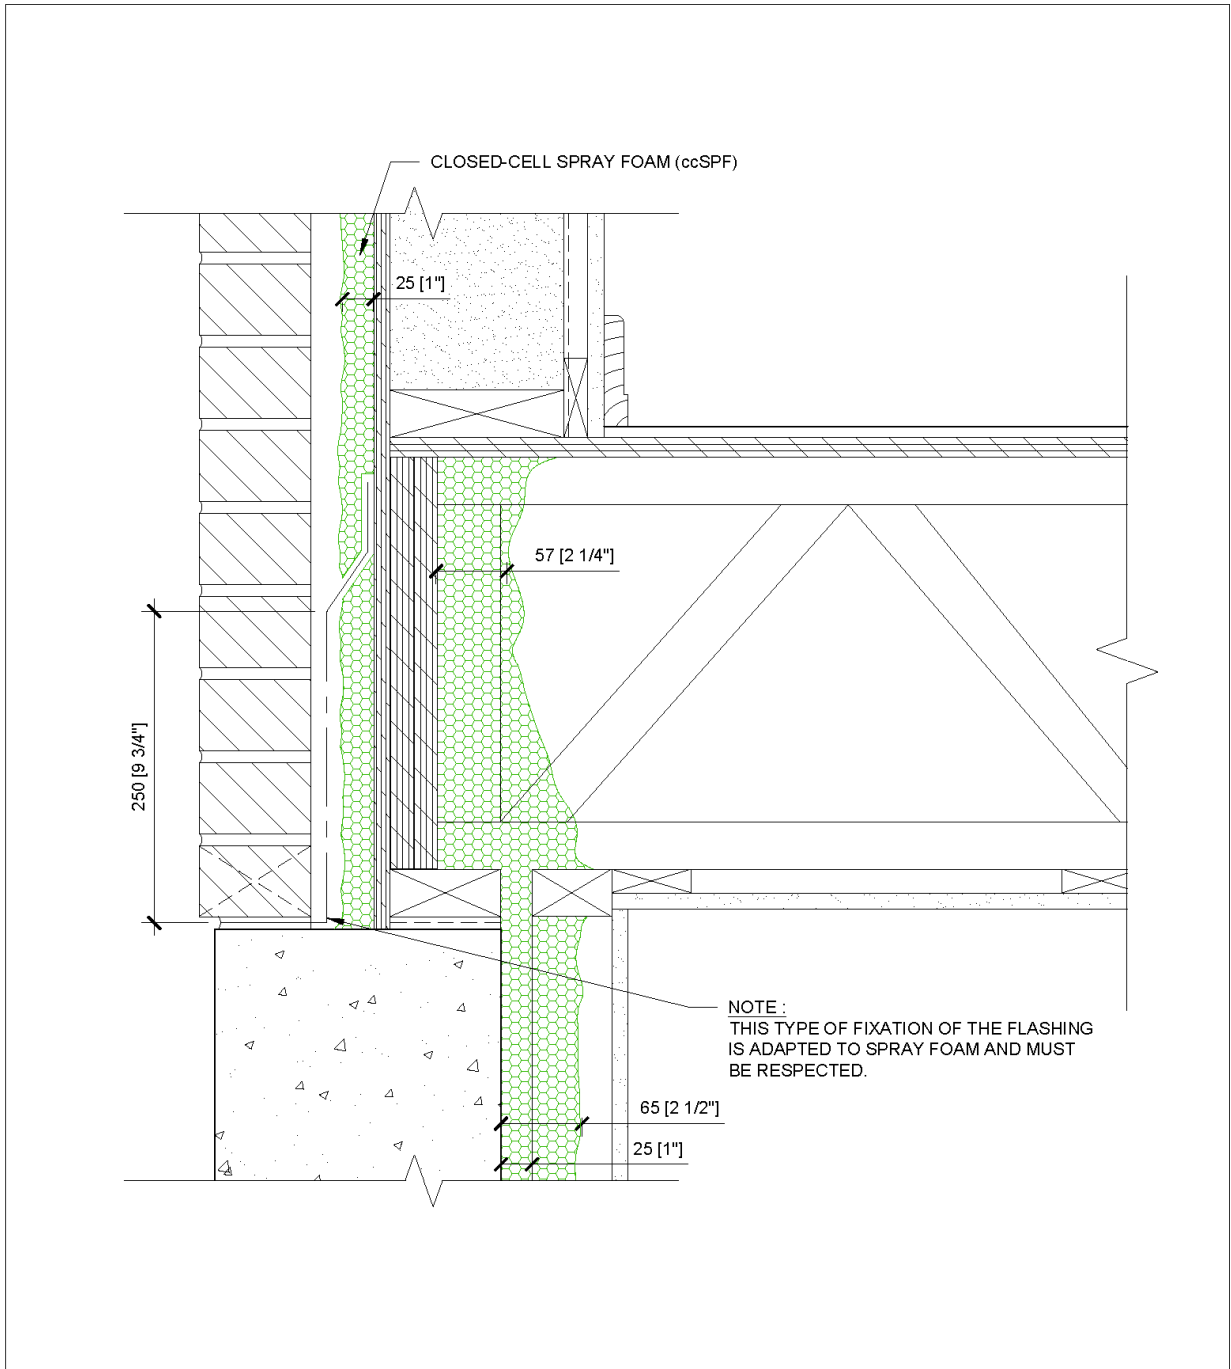 CLOSED-CELL SPRAY FOAM (ccSPF)
25 [1"]
57 [2 1/4"]
250 [9 3/4"]
NOTE :
THIS TYPE OF FIXATION OF THE FLASHING
IS ADAPTED TO SPRAY FOAM AND MUST
BE RESPECTED.
65 [2 1/2"]
25 [1"]